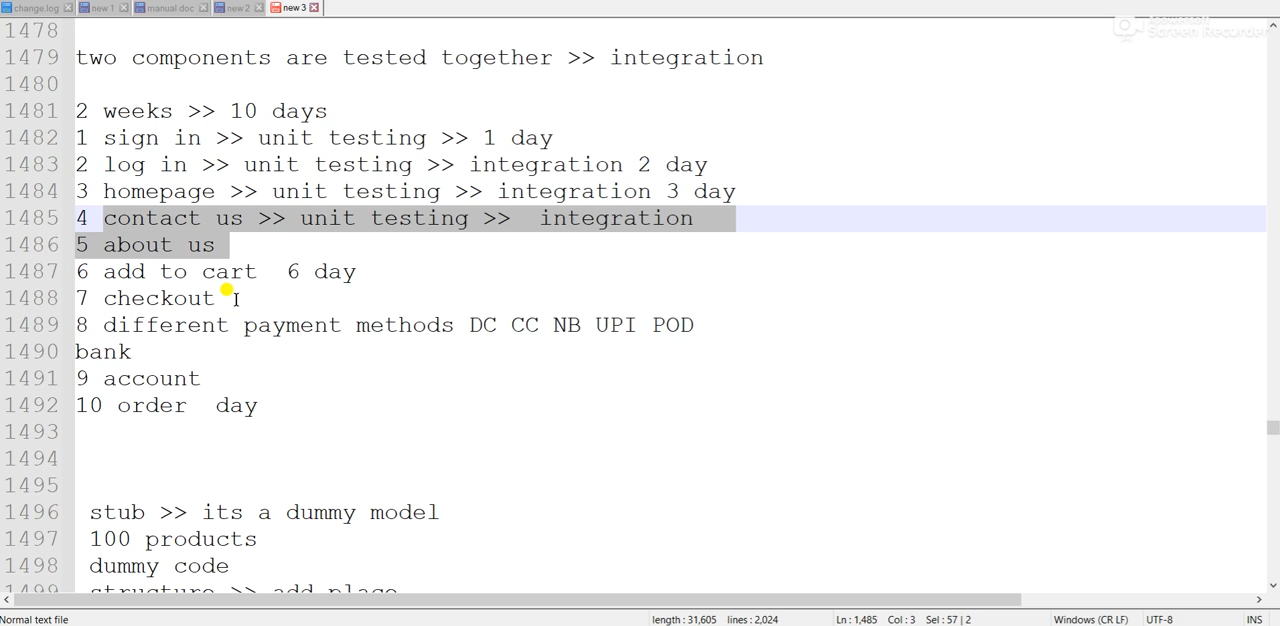 change.log new 1 manual doc new 2 new 3
Screen Recorder
1478
1479 two components are tested together >> integration
1480
1481 2 weeks >> 10 days
1482 1 sign in >> unit testing >> 1 day
1483 2 log in >> unit testing >> integration 2 day
1484 3 homepage >> unit testing >> integration 3 day
1485 4 contact us >> unit testing >>  integration
1486 5 about us
1487 6 add to cart  6 day
1488 7 checkout
1489 8 different payment methods DC CC NB UPI POD
1490 bank
1491 9 account
1492 10 order  day
1493
1494
1495
1496 stub >> its a dummy model
1497 100 products
1498 dummy code
1499 structure >> add place
Normal text file length : 31,605 lines : 2,024 Ln : 1,485 Col : 3 Sel : 57 | 2 Windows (CR LF) UTF-8 INS